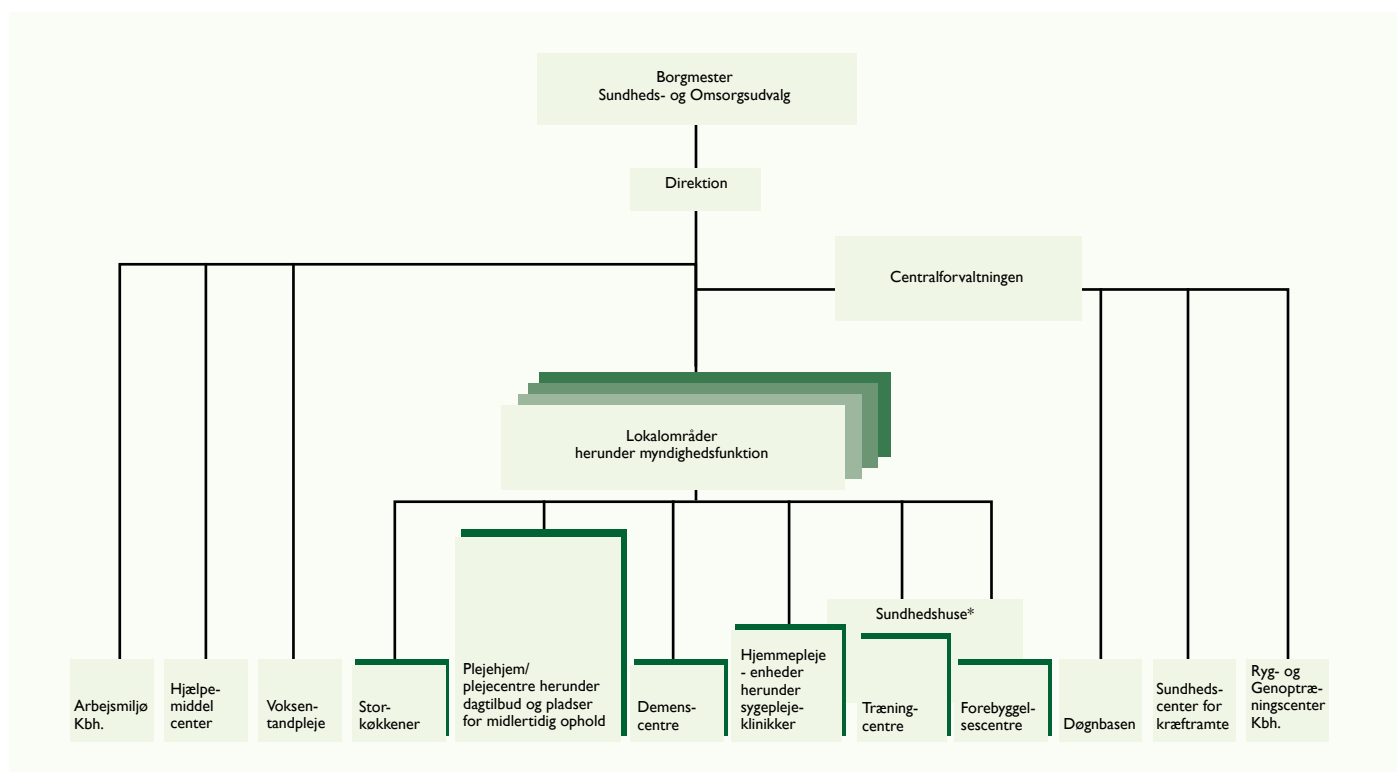 Borgmester
Sundheds- og Omsorgsudvalg
Direktion
Centralforvaltningen
Lokalområder
herunder myndighedsfunktion
Sundhedshuse*
Arbejsmiljø
Kbh.
Hjælpe-
middel
center
Voksen-
tandpleje
Stor-
køkkener
Plejehjem/
plejecentre herunder
dagtilbud og pladser
for midlertidig ophold
Demens-
centre
Hjemmepleje
- enheder
herunder
sygepleje-
klinikker
Træning-
centre
Forebyggel-
sescentre
Døgnbasen
Sundheds-
center for
kræftramte
Ryg- og
Genoptræ-
ningscenter
Kbh.